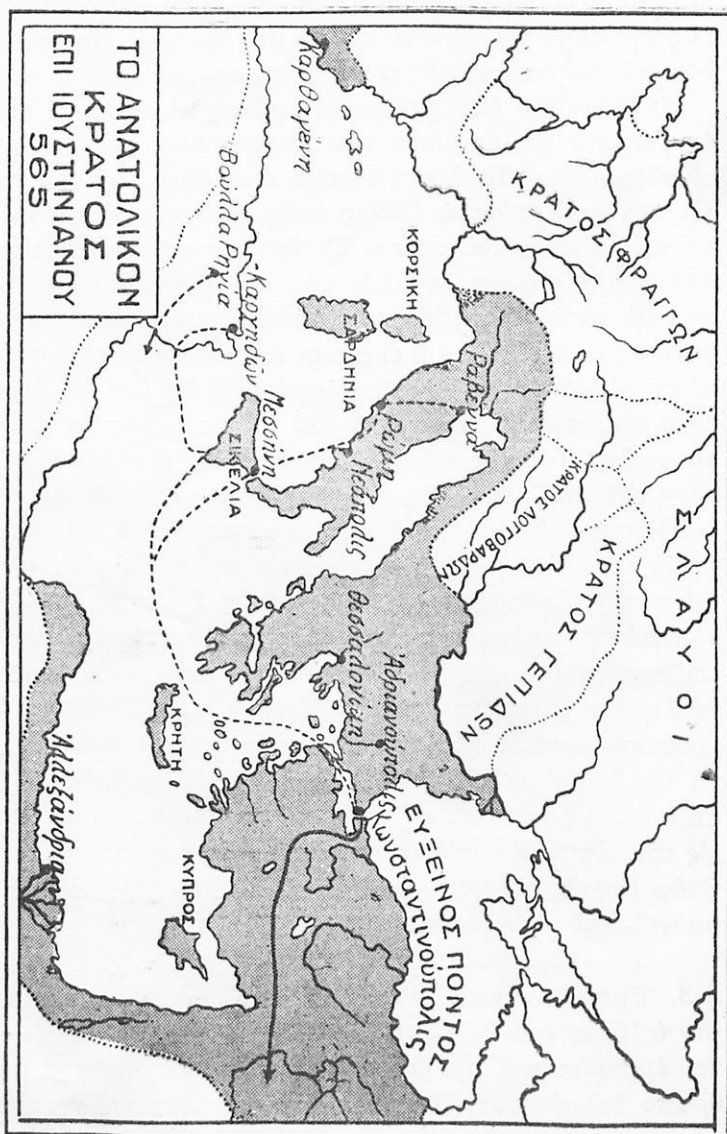 ΤΟ ΑΝΑΤΟΛΙΚΟΝ
ΚΡΑΤΟΣ
ΕΠΙ ΙΟΥΣΤΙΝΙΑΝΟΥ
565
ΚΡΑΤΟΣ ΦΡΑΓΓΩΝ
ΣΛΑΥΟΙ
ΚΡΑΤΟΣ ΛΟΓΓΟΒΑΡΔΩΝ
ΚΡΑΤΟΣ ΓΕΠΙΔΩΝ
Καρθαγένη
ΚΟΡΣΙΚΗ
ΣΑΡΔΗΝΙΑ
Ραβέννα
Ρώμη
Νεάπολις
Μεσσήνη
ΣΙΚΕΛΙΑ
Καρχηδών
Βούλλα Ρήγια
Θεσσαλονίκη
Ἀδριανούπολις
Κωνσταντινούπολις
ΕΥΞΕΙΝΟΣ ΠΟΝΤΟΣ
ΚΡΗΤΗ
ΚΥΠΡΟΣ
Ἀλεξάνδρεια